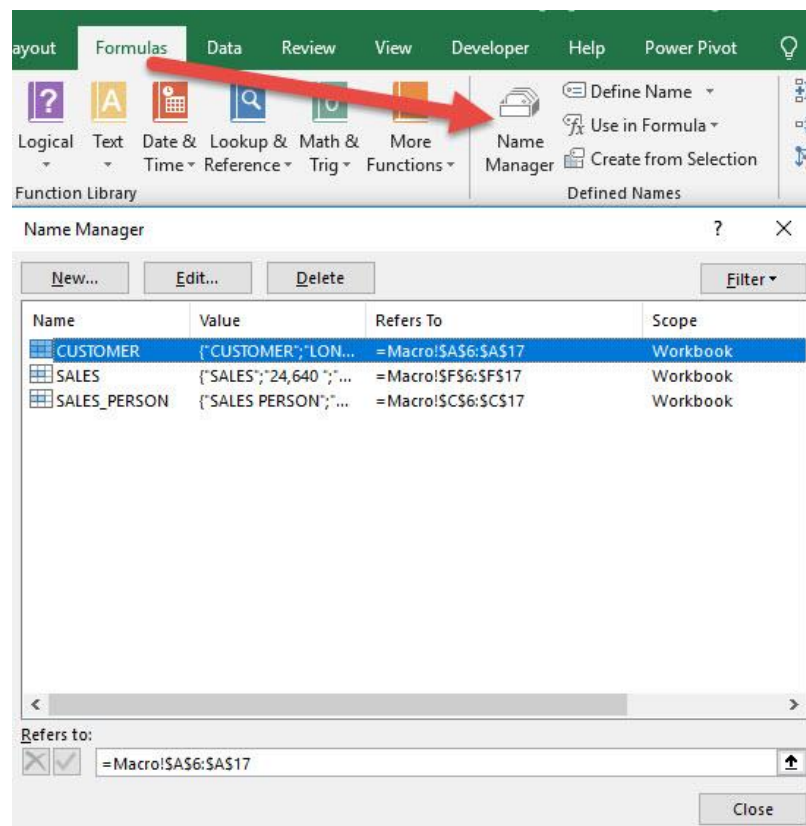 ayout Formulas Data Review View Developer Help Power Pivot
Logical Text Date & Time Lookup & Reference Math & Trig More Functions Name Manager
Define Name
Use in Formula
Create from Selection
Function Library Defined Names
Name Manager ? 
New... Edit... Delete Filter
Name Value Refers To Scope
CUSTOMER {"CUSTOMER";"LON... =Macro!$A$6:$A$17 Workbook
SALES {"SALES";"24,640 ";"... =Macro!$F$6:$F$17 Workbook
SALES_PERSON {"SALES PERSON";"... =Macro!$C$6:$C$17 Workbook
Refers to:
=Macro!$A$6:$A$17
Close